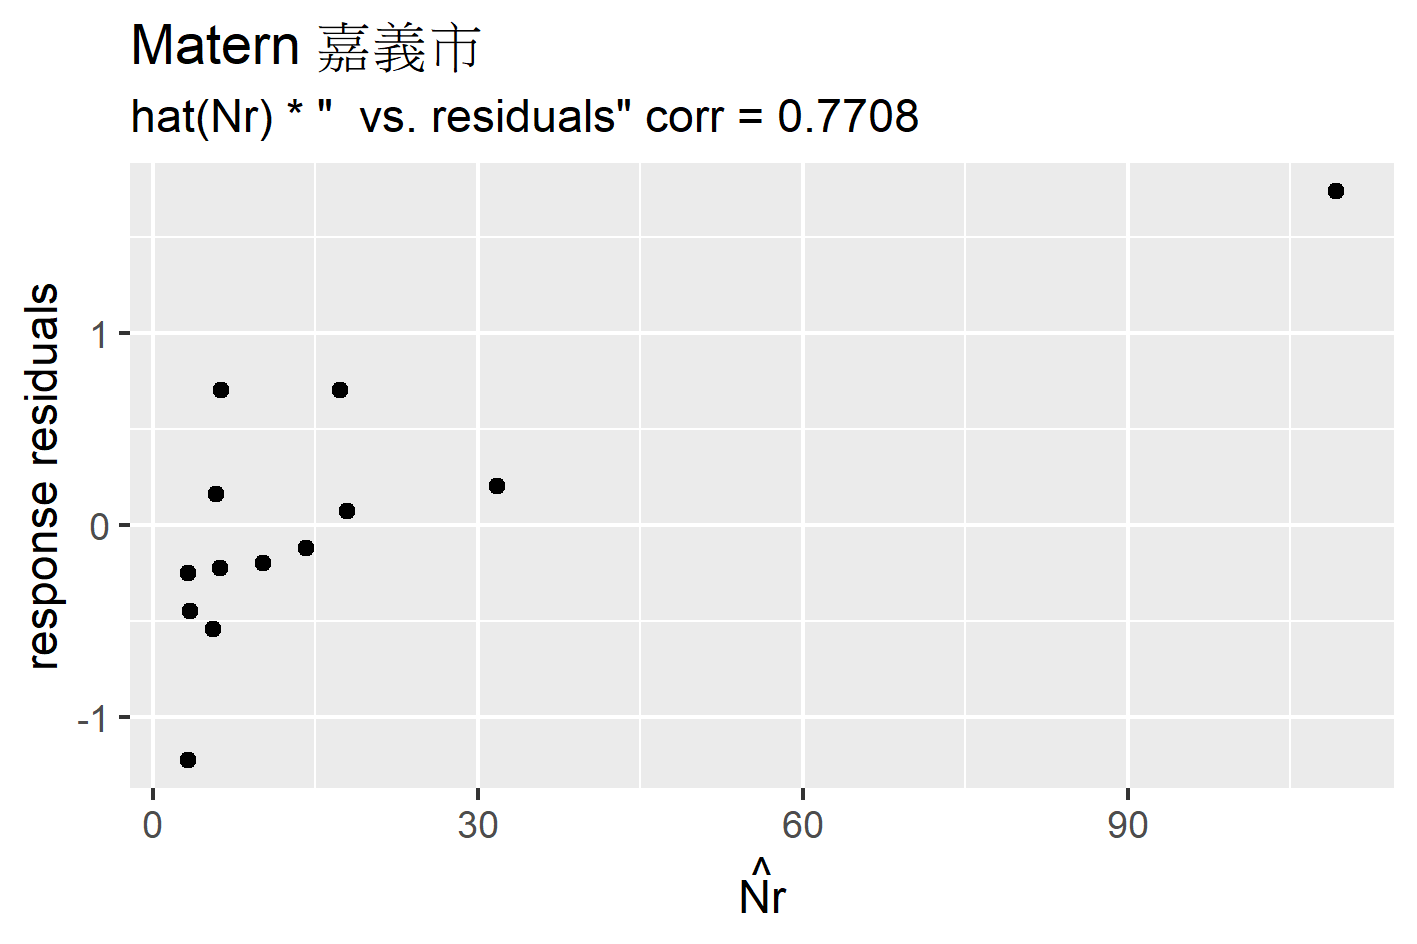 Matern 嘉義市
hat(Nr) * "  vs. residuals" corr = 0.7708
response residuals
1
0
-1
0 30 60 90
N̂r